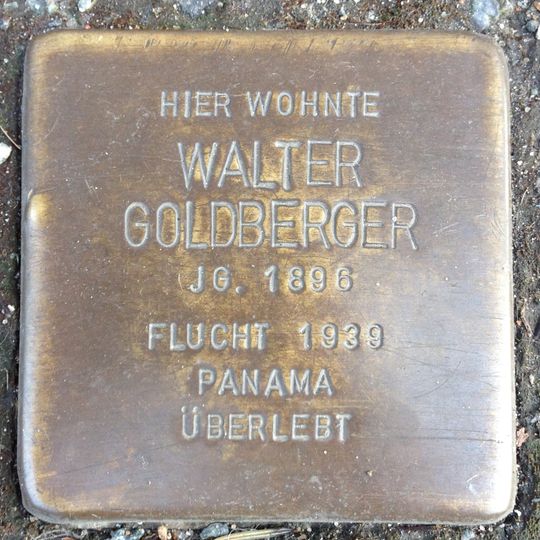 HIER WOHNTE
WALTER
GOLDBERGER
JG. 1896
FLUCHT 1939
PANAMA
ÜBERLEBT